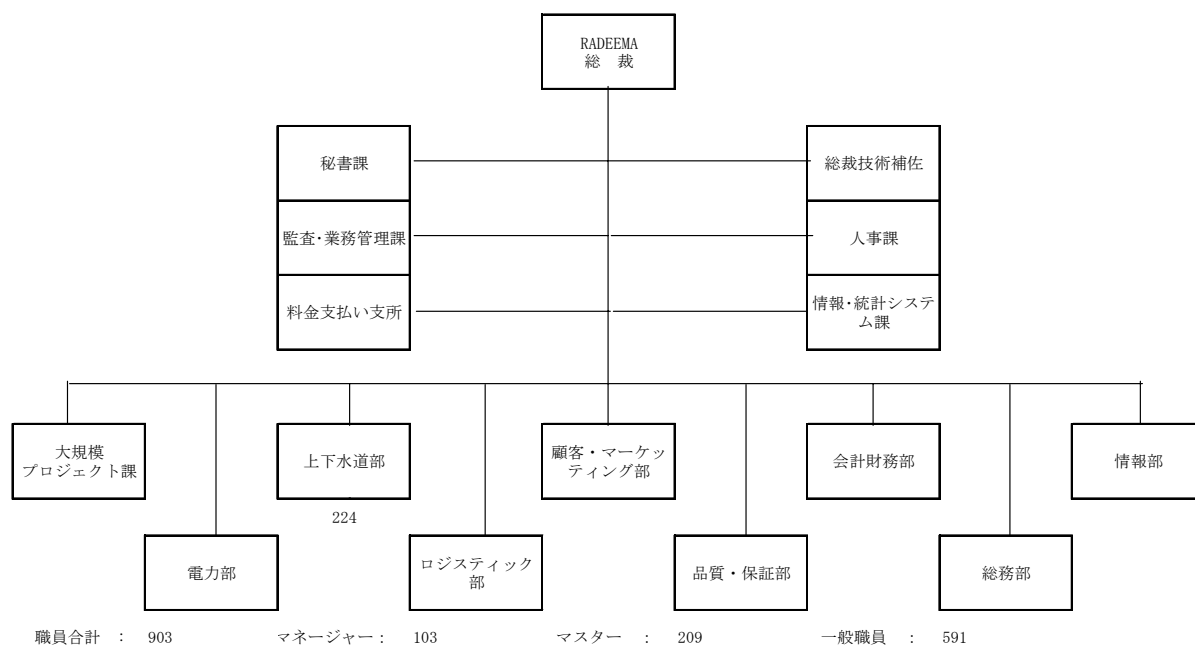 RADEEMA
総　裁
秘書課
総裁技術補佐
監査・業務管理課
人事課
料金支払い支所
情報・統計システ
ム課
大規模
プロジェクト課
上下水道部
顧客・マーケッ
ティング部
会計財務部
情報部
224
電力部
ロジスティック
部
品質・保証部
総務部
職員合計　：　903　マネージャー：　103　マスター　：　209　一般職員　：　591